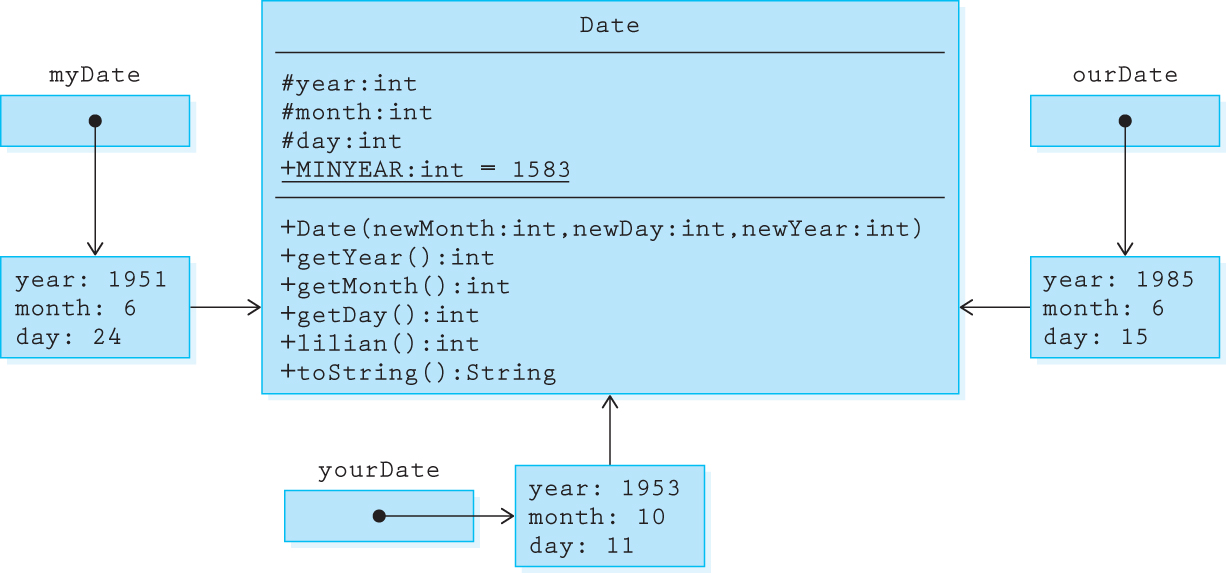 Date
#year:int
#month:int
#day:int
+MINYEAR:int = 1583
+Date(newMonth:int,newDay:int,newYear:int)
+getYear():int
+getMonth():int
+getDay():int
+lilian():int
+toString():String
myDate
year: 1951
month: 6
day: 24
ourDate
year: 1985
month: 6
day: 15
yourDate
year: 1953
month: 10
day: 11